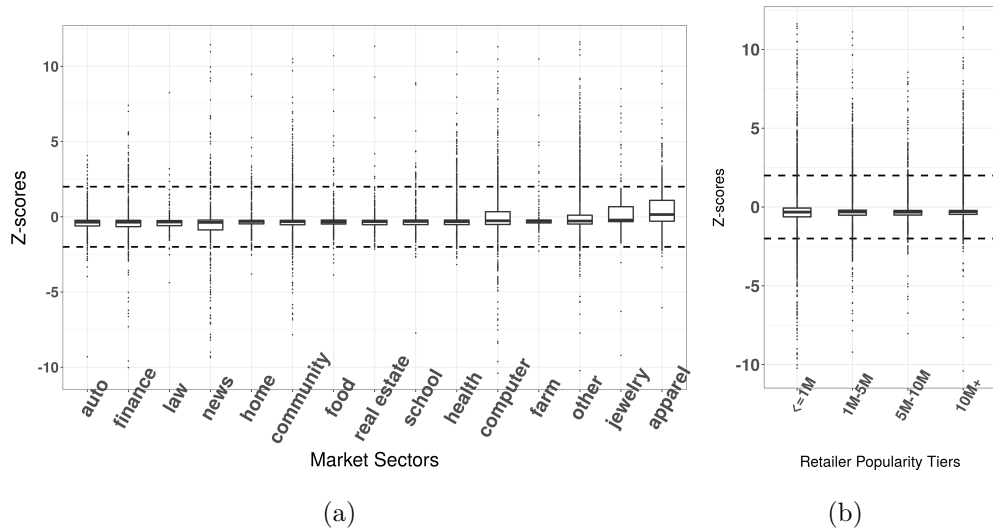 10
5
0
-5
-10
Z-scores
auto
finance
law
news
home
community
food
real estate
school
health
computer
farm
other
jewelry
apparel
Market Sectors
(a)
10
5
0
-5
-10
Z-scores
<=1M
1M-5M
5M-10M
10M+
Retailer Popularity Tiers
(b)